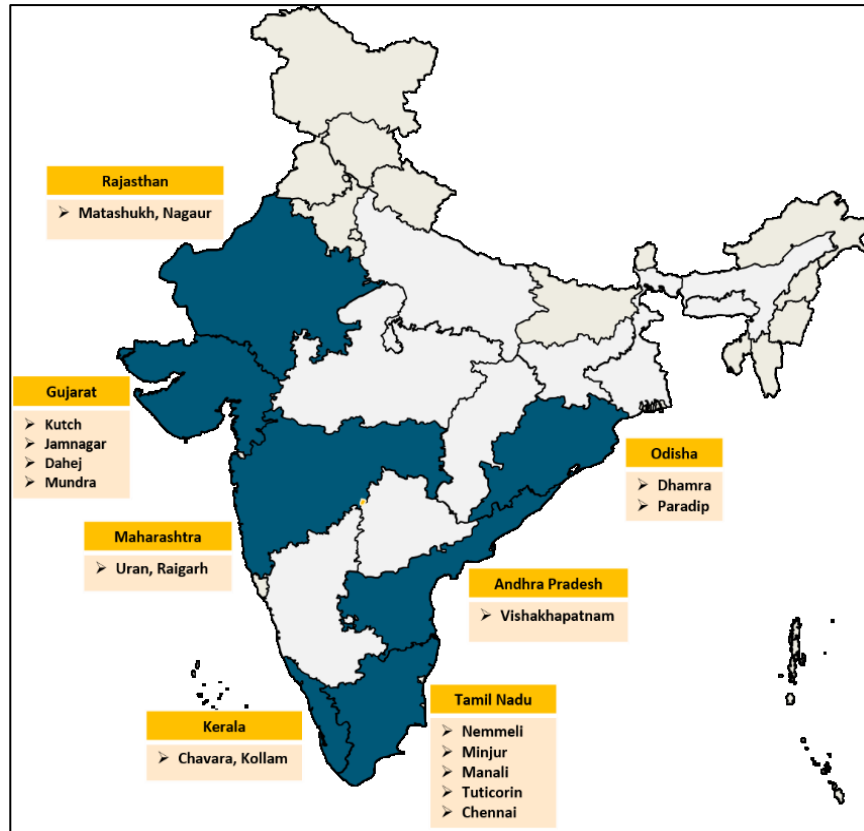 Rajasthan
➢ Matashukh, Nagaur
Gujarat
➢ Kutch
➢ Jamnagar
➢ Dahej
➢ Mundra
Odisha
➢ Dhamra
➢ Paradip
Maharashtra
➢ Uran, Raigarh
Andhra Pradesh
➢ Vishakhapatnam
Tamil Nadu
➢ Nemmeli
➢ Minjur
➢ Manali
➢ Tuticorin
➢ Chennai
Kerala
➢ Chavara, Kollam